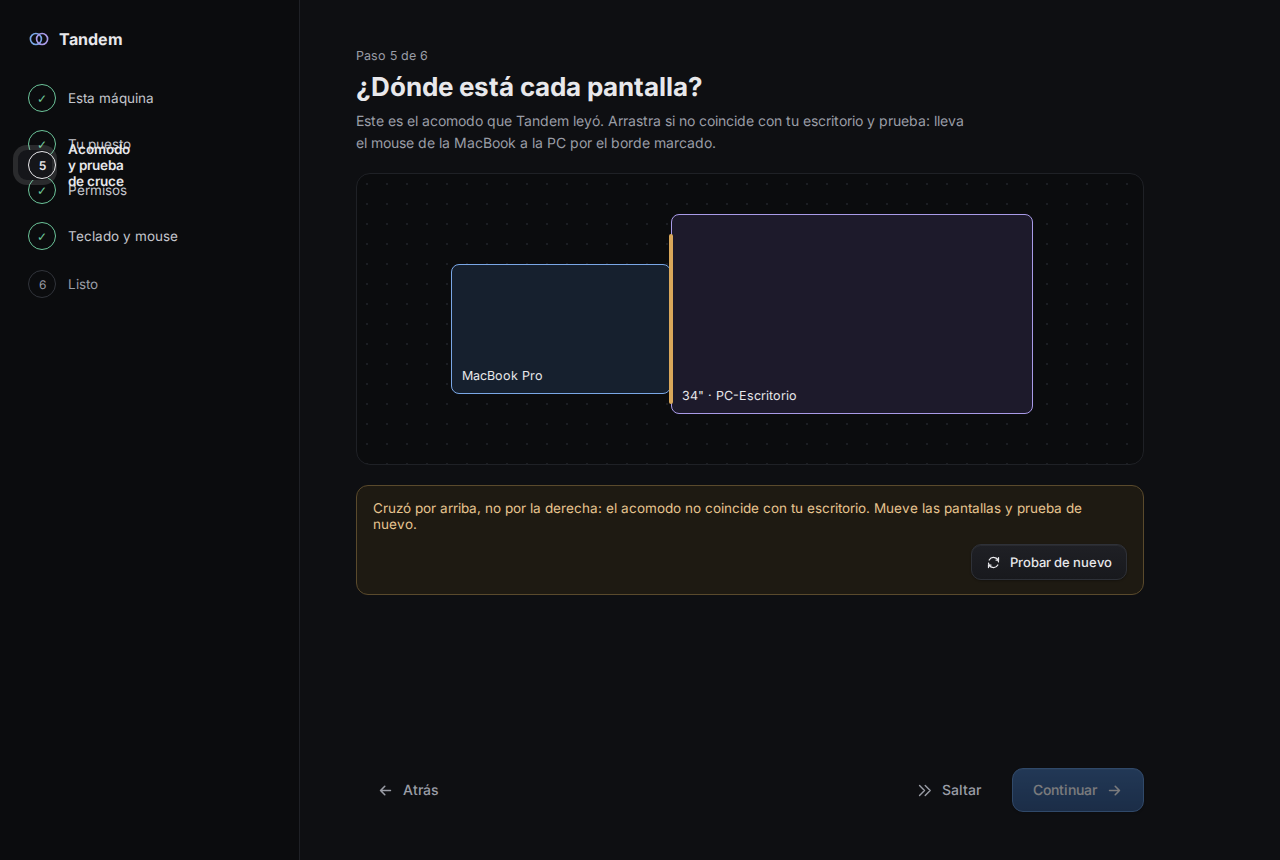 Tandem
✓ Esta máquina
✓ Tu puesto
5 Acomodo
y prueba
de cruce
✓ Permisos
✓ Teclado y mouse
6 Listo
Paso 5 de 6
¿Dónde está cada pantalla?
Este es el acomodo que Tandem leyó. Arrastra si no coincide con tu escritorio y prueba: lleva
el mouse de la MacBook a la PC por el borde marcado.
MacBook Pro
34" · PC-Escritorio
Cruzó por arriba, no por la derecha: el acomodo no coincide con tu escritorio. Mueve las pantallas y prueba de
nuevo.
Probar de nuevo
Atrás
Saltar
Continuar